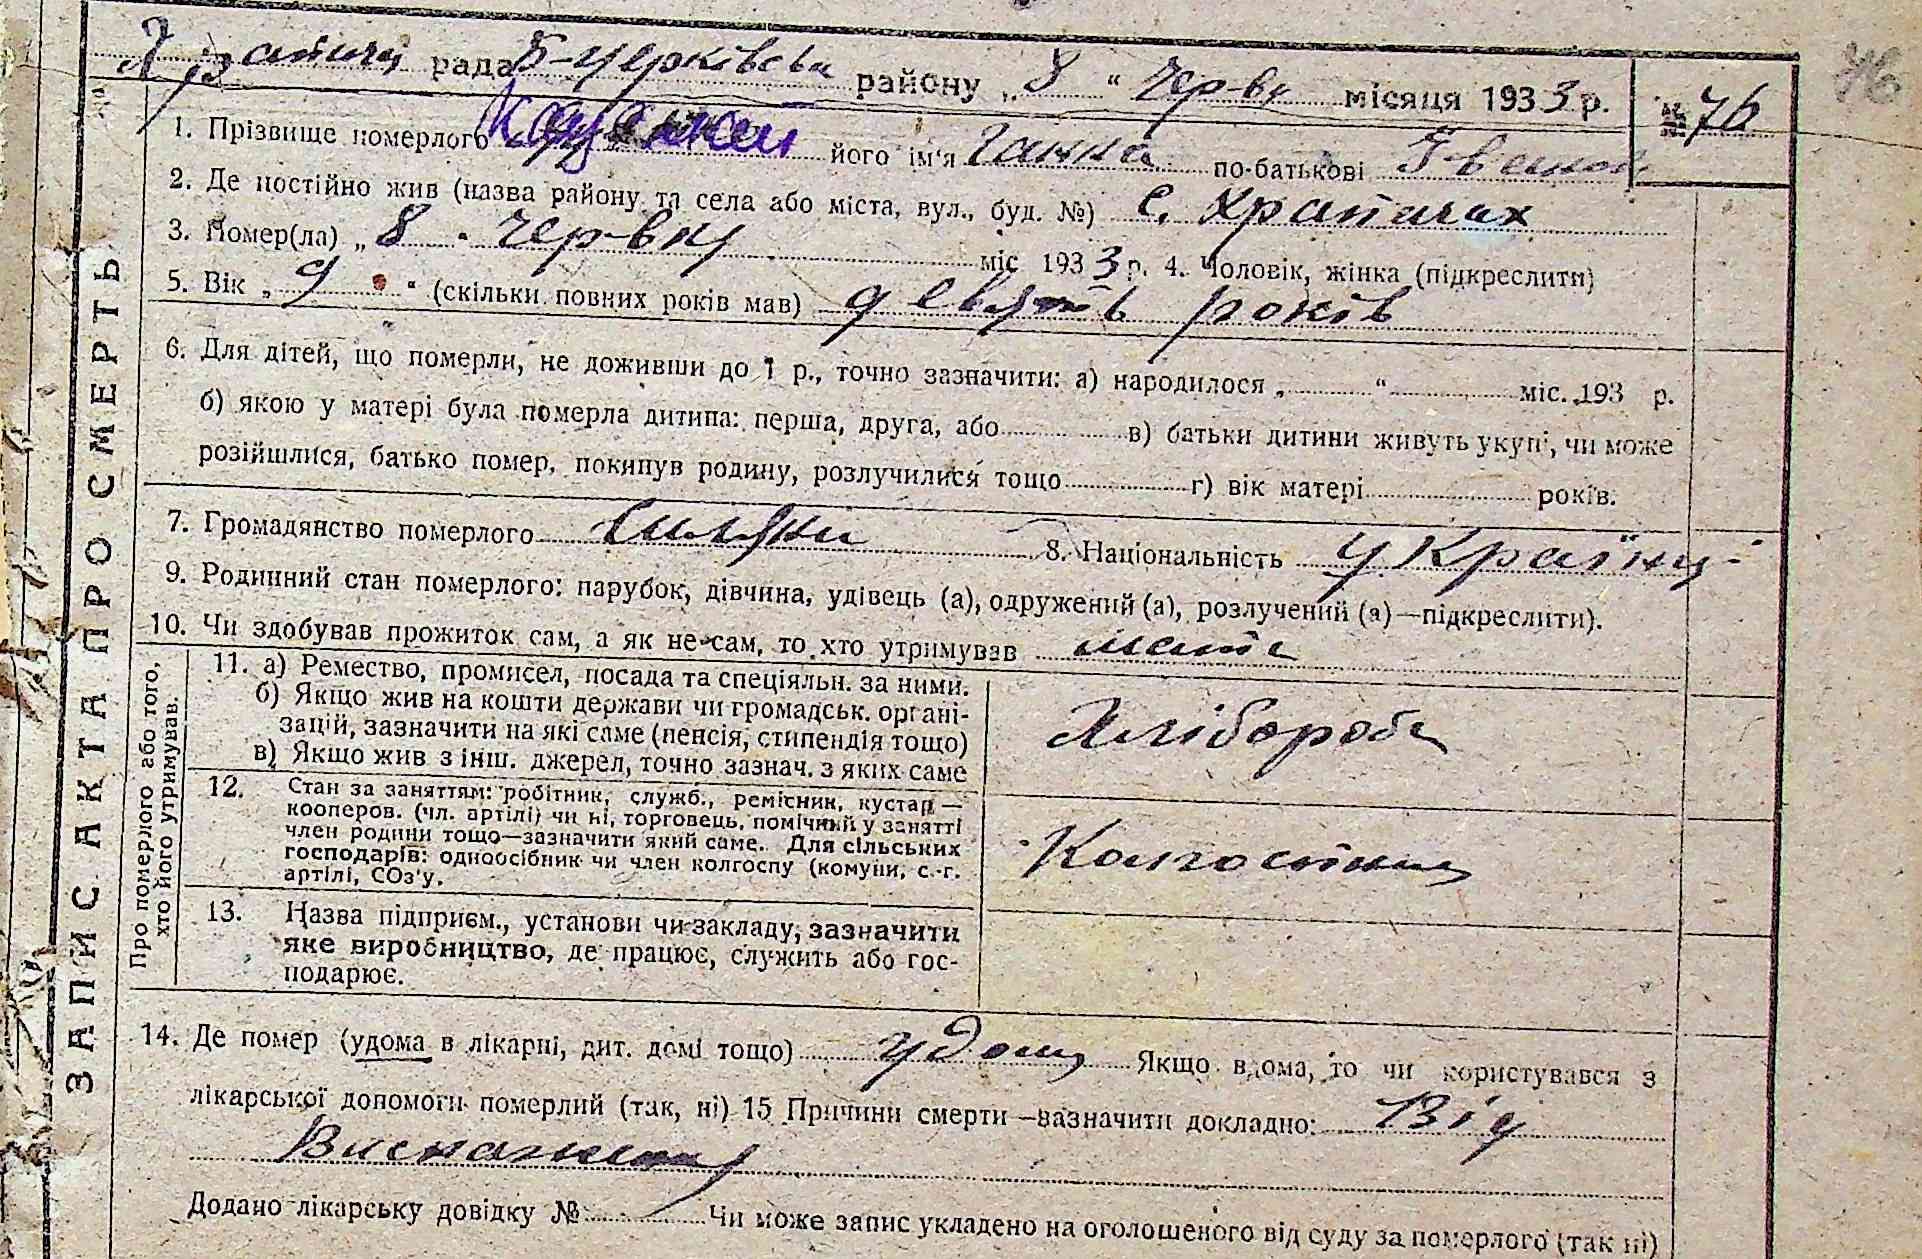 рада Б-Черківська району „8“ Чер-вня місяця 1933 р. № 76
76
1. Прізвище померлого його ім'я Ганна по-батькові Іванов
2. Де постійно жив (назва району та села або міста, вул., буд. №) с. Храпачах
3. Помер(ла) „8“ Чер-вня міс 1933 р. 4. Чоловік, жінка (підкреслити)
5. Вік „9“ (скільки повних років мав) девять років
6. Для дітей, що померли, не доживши до 1 р., точно зазначити: а) народилося „ “ міс. 193 р.
б) якою у матері була померла дитина: перша, друга, або в) батьки дитини живуть укупі, чи може
розійшлися, батько помер, покинув родину, розлучилися тощо г) вік матері років.
7. Громадянство померлого 8. Національність Україн
9. Родинний стан померлого: парубок, дівчина, удівець (а), одружений (а), розлучений (а)—підкреслити).
10. Чи здобував прожиток сам, а як не сам, то хто утримував мати
ЗАПИС АКТА ПРО СМЕРТЬ
Про померлого або того, хто його утримував.
11. а) Ремество, промисел, посада та спеціяльн. за ними.
б) Якщо жив на кошти держави чи громадськ. органі-
зацій, зазначити на які саме (пенсія, стипендія тощо)
в) Якщо жив з інш. джерел, точно зазнач. з яких саме
Хлібороб
12. Стан за заняттям: робітник, служб., ремісник, кустар—
кооперов. (чл. артілі) чи ні, торговець, помічний у занятті
член родини тощо—зазначити який саме. Для сільських
господарів: одноосібник чи член колгоспу (комуни, с.-г.
артілі, СОз'у.
Колгоспник
13. Назва підприєм., установи чи закладу, зазначити
яке виробництво, де працює, служить або гос-
подарює.
14. Де помер (удома в лікарні, дит. домі тощо) удома Якщо вдома, то чи користувався з
лікарської допомоги померлий (так, ні) 15 Причини смерти—зазначити докладно: Від
Виснаження
Додано лікарську довідку № Чи може запис укладено на оголошеного від суду за померлого (так ні)